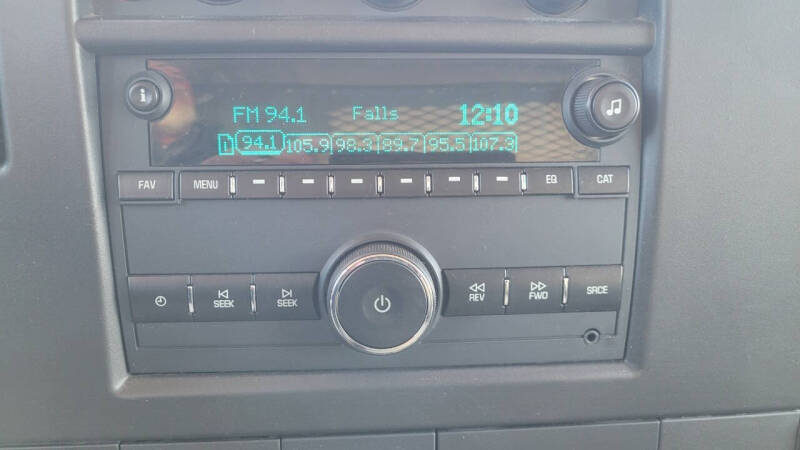 i
FM 94.1 Falls 12:10
1 94.1 105.9 98.3 89.7 95.5 107.3
FAV MENU EQ CAT
SEEK SEEK REV FWD SRCE